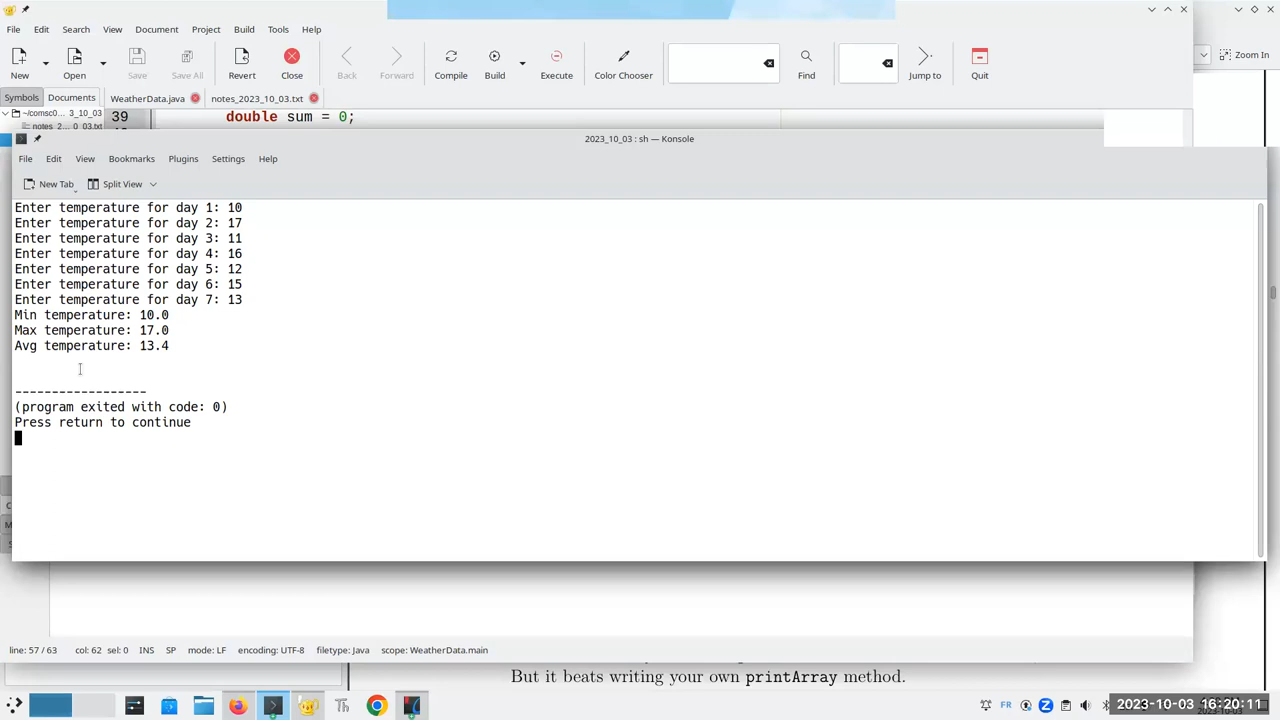 File Edit Search View Document Project Build Tools Help
New Open Save Save All Revert Close Back Forward Compile Build Execute Color Chooser Find Jump to Quit
Zoom In
Symbols Documents WeatherData.java notes_2023_10_03.txt
~/comsc0... 3_10_03
notes_2... 0_03.txt
39 double sum = 0;
2023_10_03 : sh — Konsole
File Edit View Bookmarks Plugins Settings Help
New Tab Split View
Enter temperature for day 1: 10
Enter temperature for day 2: 17
Enter temperature for day 3: 11
Enter temperature for day 4: 16
Enter temperature for day 5: 12
Enter temperature for day 6: 15
Enter temperature for day 7: 13
Min temperature: 10.0
Max temperature: 17.0
Avg temperature: 13.4
------------------
(program exited with code: 0)
Press return to continue
line: 57 / 63 col: 62 sel: 0 INS SP mode: LF encoding: UTF-8 filetype: Java scope: WeatherData.main
But it beats writing your own printArray method.
FR 2023-10-03 16:20:11